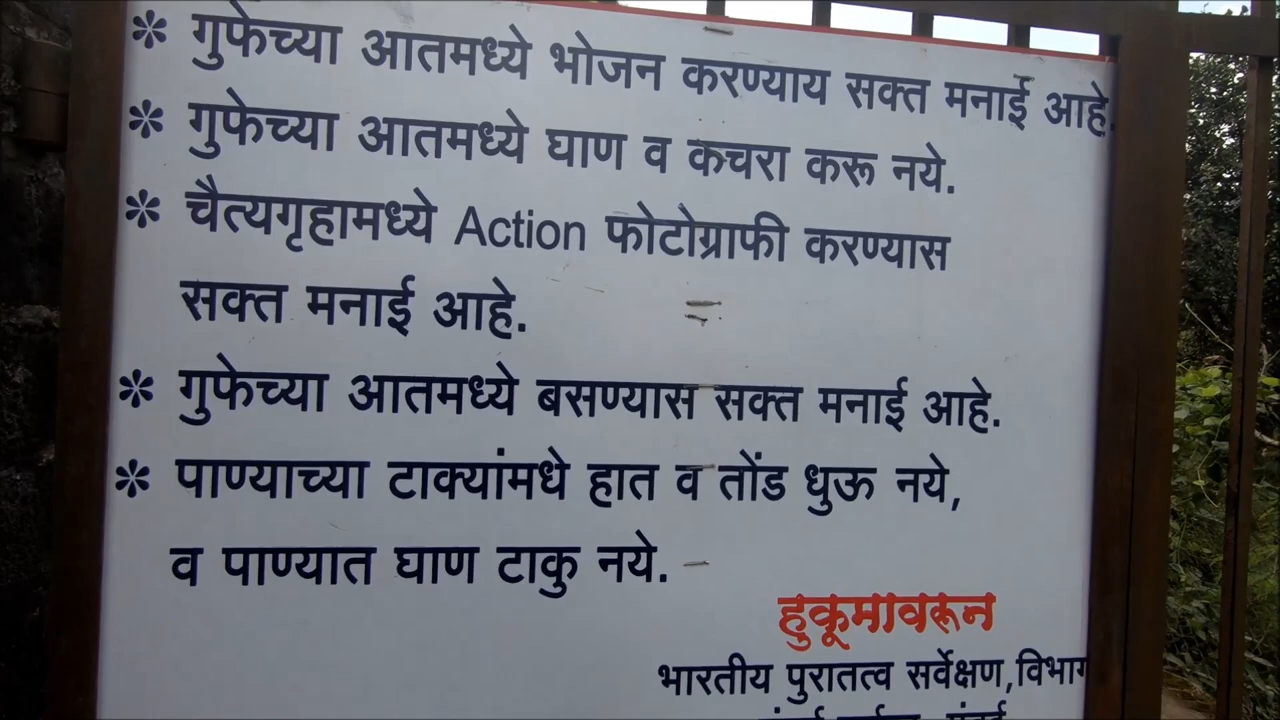 * गुफेच्या आतमध्ये भोजन करण्याय सक्त मनाई आहे.
* गुफेच्या आतमध्ये घाण व कचरा करू नये.
* चैत्यगृहामध्ये Action फोटोग्राफी करण्यास
सक्त मनाई आहे.
* गुफेच्या आतमध्ये बसण्यास सक्त मनाई आहे.
* पाण्याच्या टाक्यांमधे हात व तोंड धुऊ नये,
व पाण्यात घाण टाकु नये.
हुकूमावरून
भारतीय पुरातत्व सर्वेक्षण,विभाग